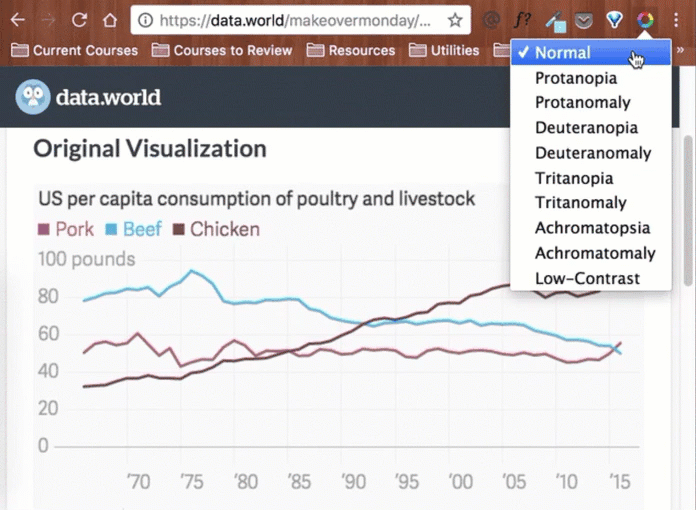 https://data.world/makeovermonday/...
@ f?
Current Courses Courses to Review Resources Utilities »
✓ Normal
Protanopia
Protanomaly
Deuteranopia
Deuteranomaly
Tritanopia
Tritanomaly
Achromatopsia
Achromatomaly
Low-Contrast
data.world
Original Visualization
US per capita consumption of poultry and livestock
Pork Beef Chicken
100 pounds
80
60
40
20
0
'70 '75 '80 '85 '90 '95 '00 '05 '10 '15